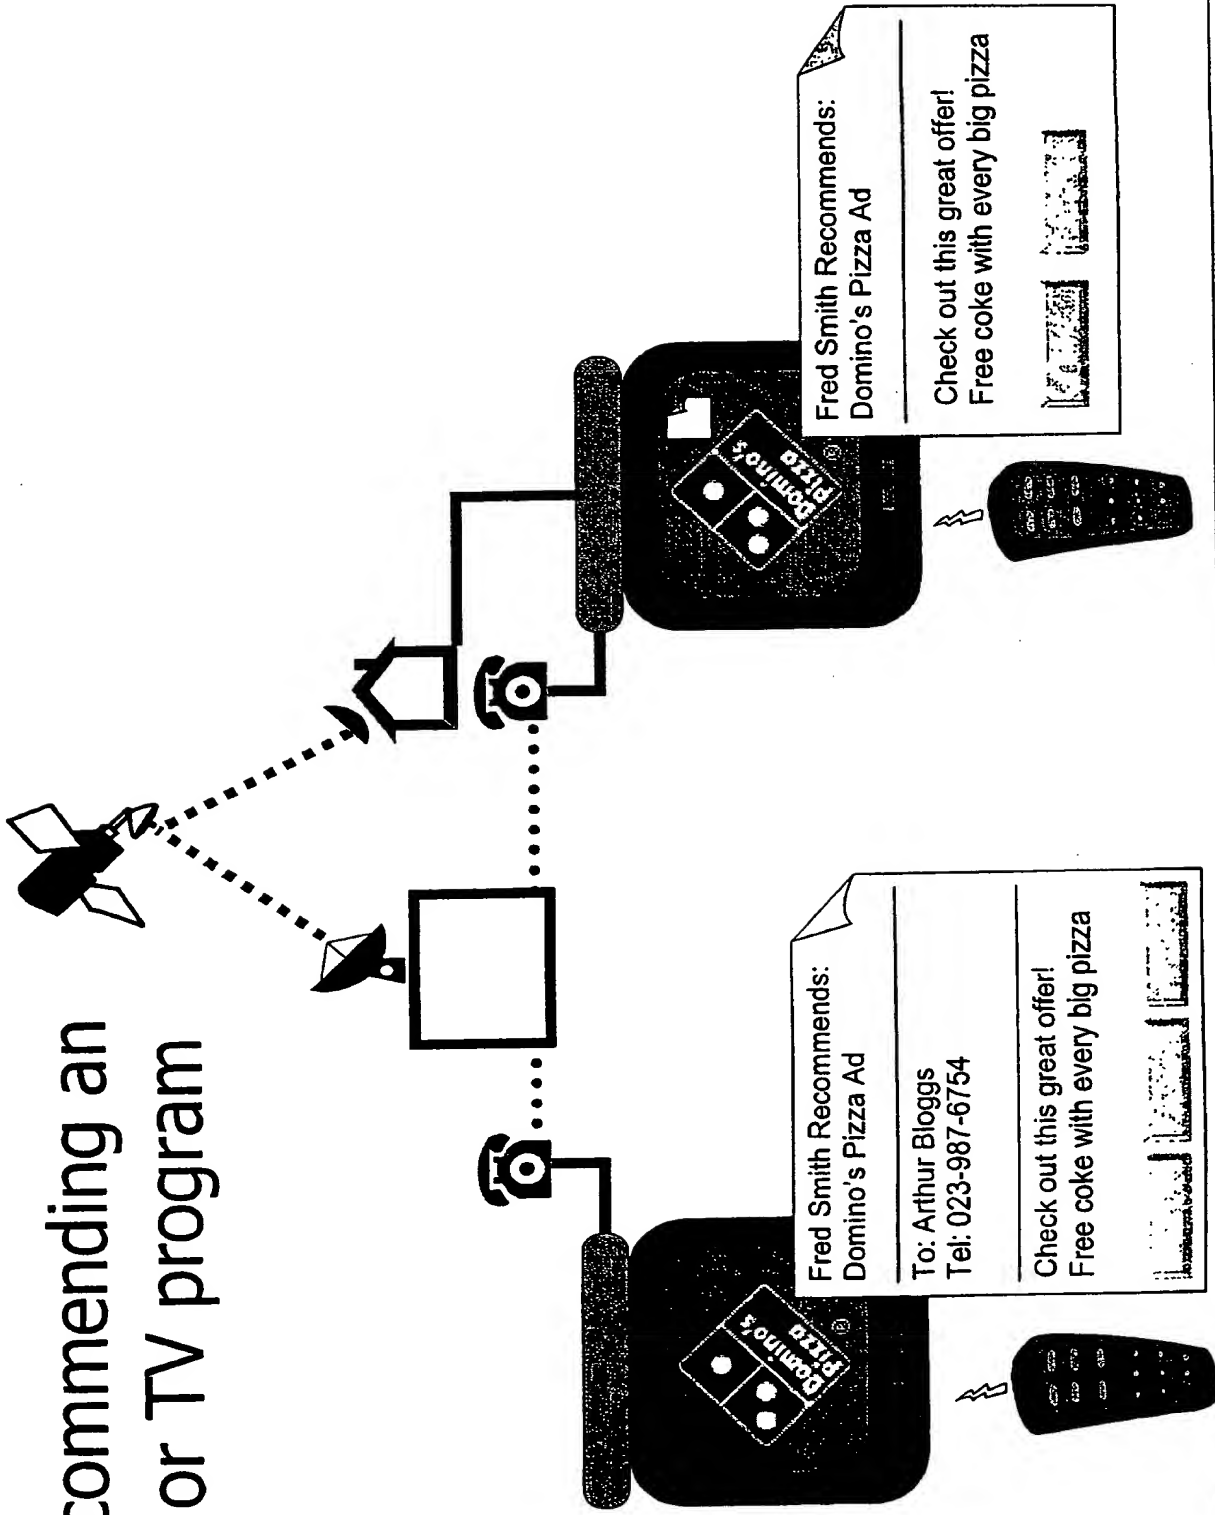 commending an
or TV program
Domino's
Pizza
®
Fred Smith Recommends:
Domino's Pizza Ad
To: Arthur Bloggs
Tel: 023-987-6754
Check out this great offer!
Free coke with every big pizza
Domino's
Pizza
®
Fred Smith Recommends:
Domino's Pizza Ad
Check out this great offer!
Free coke with every big pizza